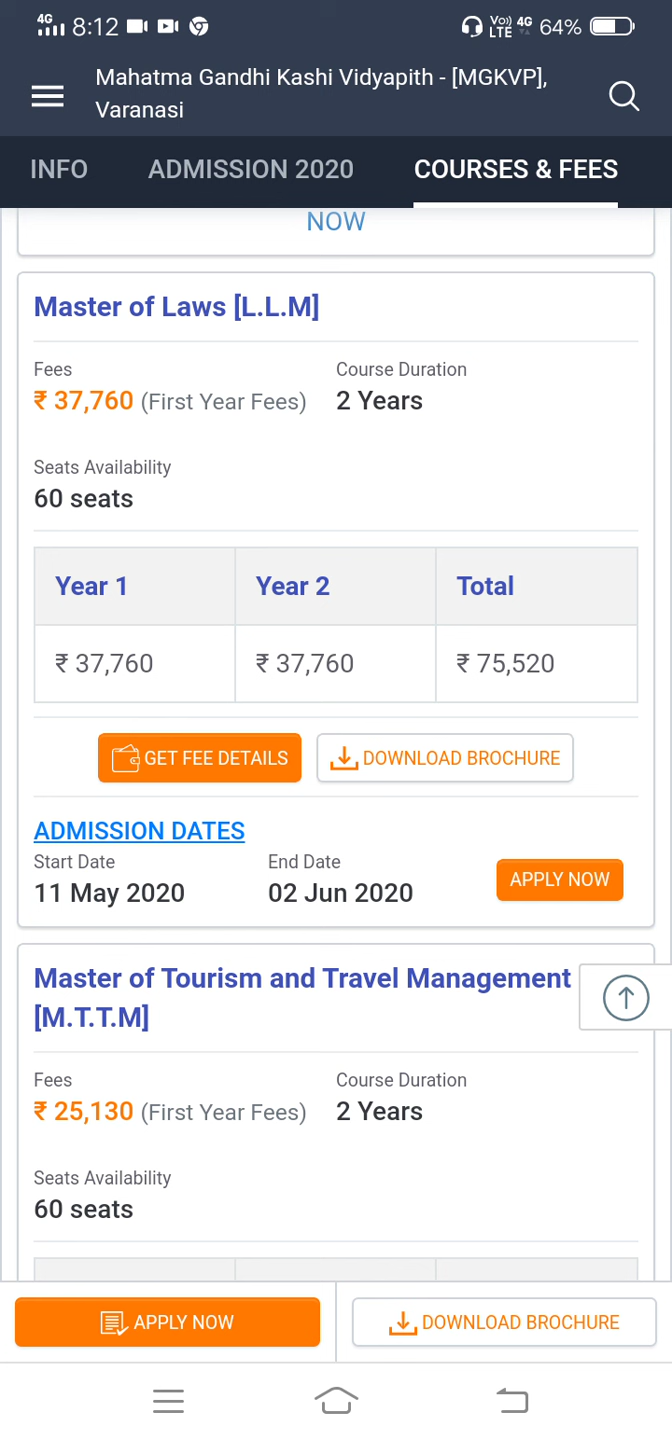 4G 8:12 Vo)) LTE 4G 64%
Mahatma Gandhi Kashi Vidyapith - [MGKVP],
Varanasi
INFO ADMISSION 2020 COURSES & FEES
NOW
Master of Laws [L.L.M]
Fees Course Duration
₹ 37,760 (First Year Fees) 2 Years
Seats Availability
60 seats
Year 1 Year 2 Total
₹ 37,760 ₹ 37,760 ₹ 75,520
GET FEE DETAILS DOWNLOAD BROCHURE
ADMISSION DATES
Start Date End Date
11 May 2020 02 Jun 2020 APPLY NOW
Master of Tourism and Travel Management
[M.T.T.M]
Fees Course Duration
₹ 25,130 (First Year Fees) 2 Years
Seats Availability
60 seats
APPLY NOW DOWNLOAD BROCHURE